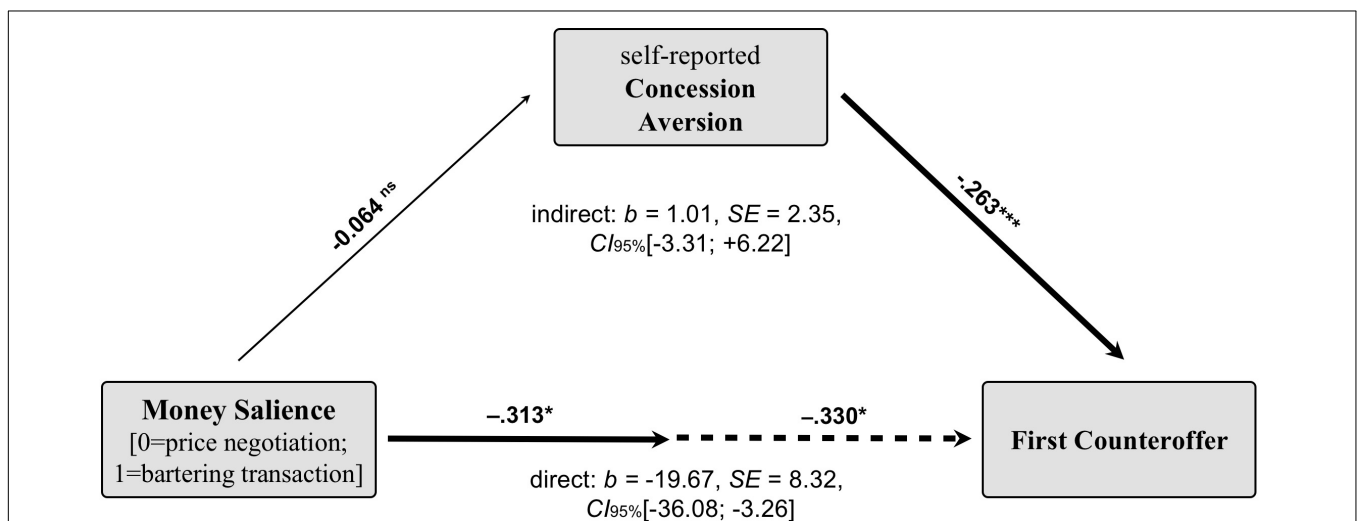 self-reported
Concession
Aversion
-0.064 ns
-.263***
indirect: b = 1.01, SE = 2.35,
CI95%[-3.31; +6.22]
Money Salience
[0=price negotiation;
1=bartering transaction]
–.313*
–.330*
First Counteroffer
direct: b = -19.67, SE = 8.32,
CI95%[-36.08; -3.26]